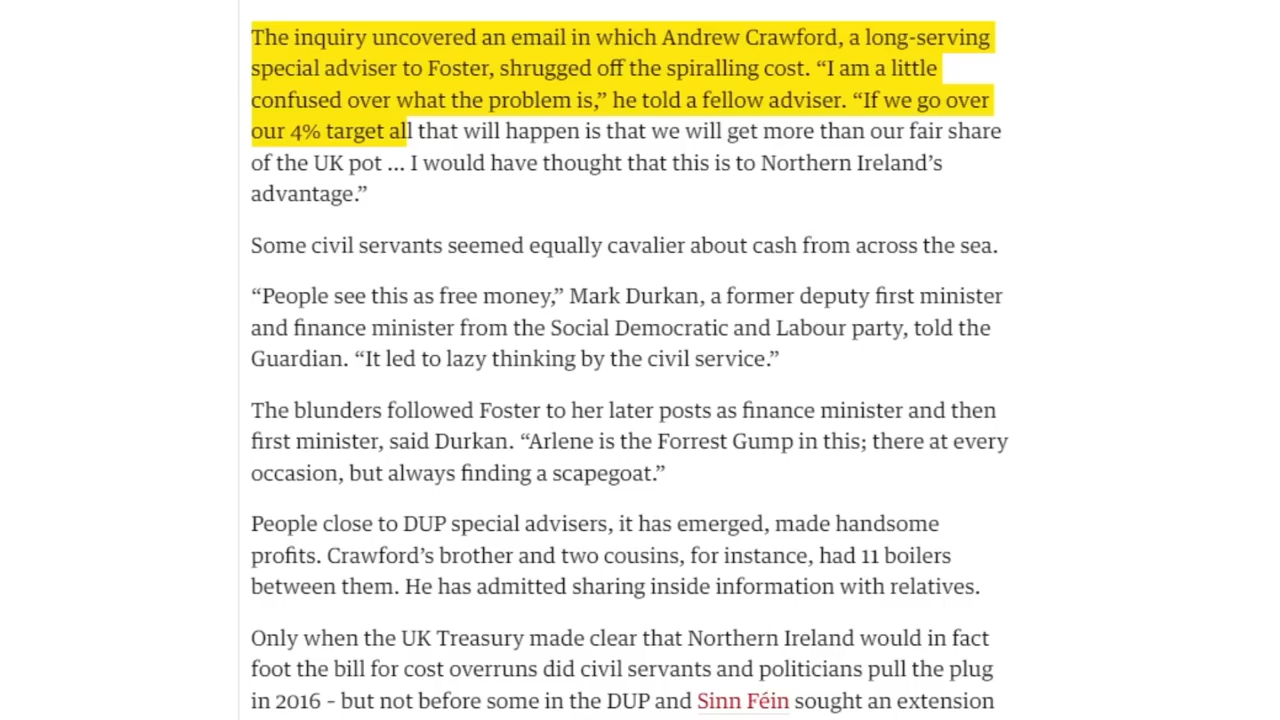 The inquiry uncovered an email in which Andrew Crawford, a long-serving
special adviser to Foster, shrugged off the spiralling cost. “I am a little
confused over what the problem is,” he told a fellow adviser. “If we go over
our 4% target all that will happen is that we will get more than our fair share
of the UK pot ... I would have thought that this is to Northern Ireland’s
advantage.”
Some civil servants seemed equally cavalier about cash from across the sea.
“People see this as free money,” Mark Durkan, a former deputy first minister
and finance minister from the Social Democratic and Labour party, told the
Guardian. “It led to lazy thinking by the civil service.”
The blunders followed Foster to her later posts as finance minister and then
first minister, said Durkan. “Arlene is the Forrest Gump in this; there at every
occasion, but always finding a scapegoat.”
People close to DUP special advisers, it has emerged, made handsome
profits. Crawford’s brother and two cousins, for instance, had 11 boilers
between them. He has admitted sharing inside information with relatives.
Only when the UK Treasury made clear that Northern Ireland would in fact
foot the bill for cost overruns did civil servants and politicians pull the plug
in 2016 – but not before some in the DUP and Sinn Féin sought an extension